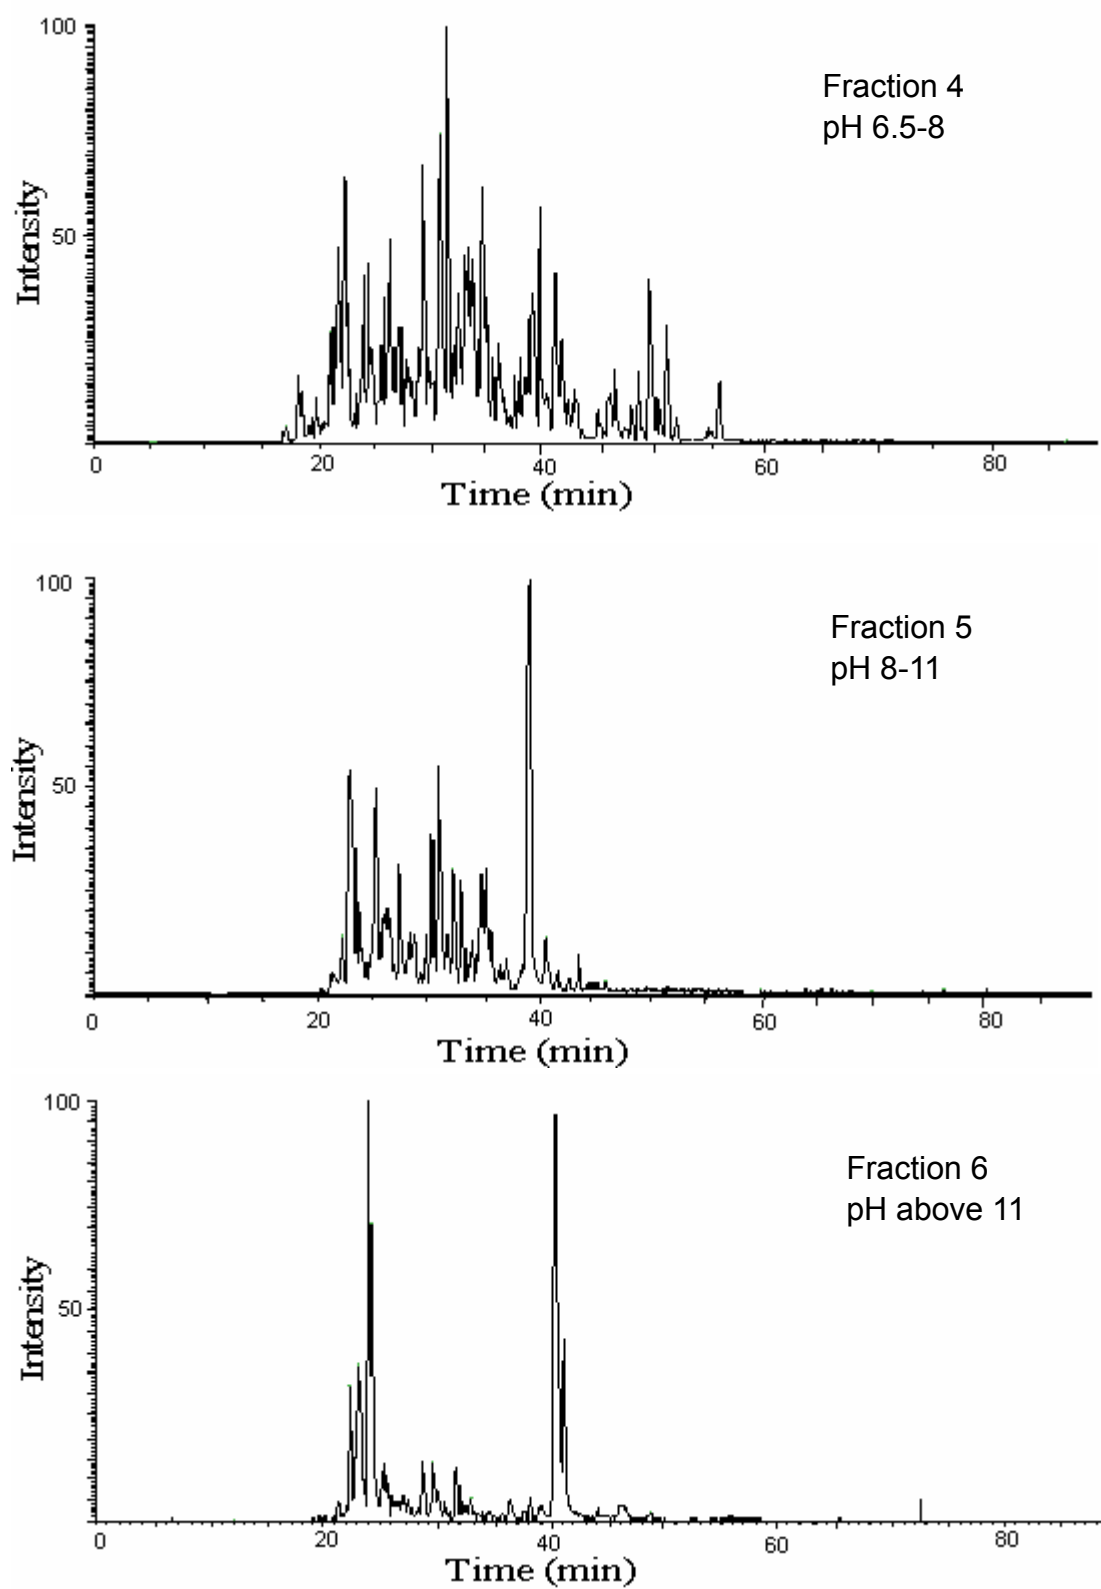 100
Fraction 4
pH 6.5-8
Intensity
50
0 20 40 60 80
Time (min)
100
Fraction 5
pH 8-11
Intensity
50
0 20 40 60 80
Time (min)
100
Fraction 6
pH above 11
Intensity
50
0 20 40 60 80
Time (min)